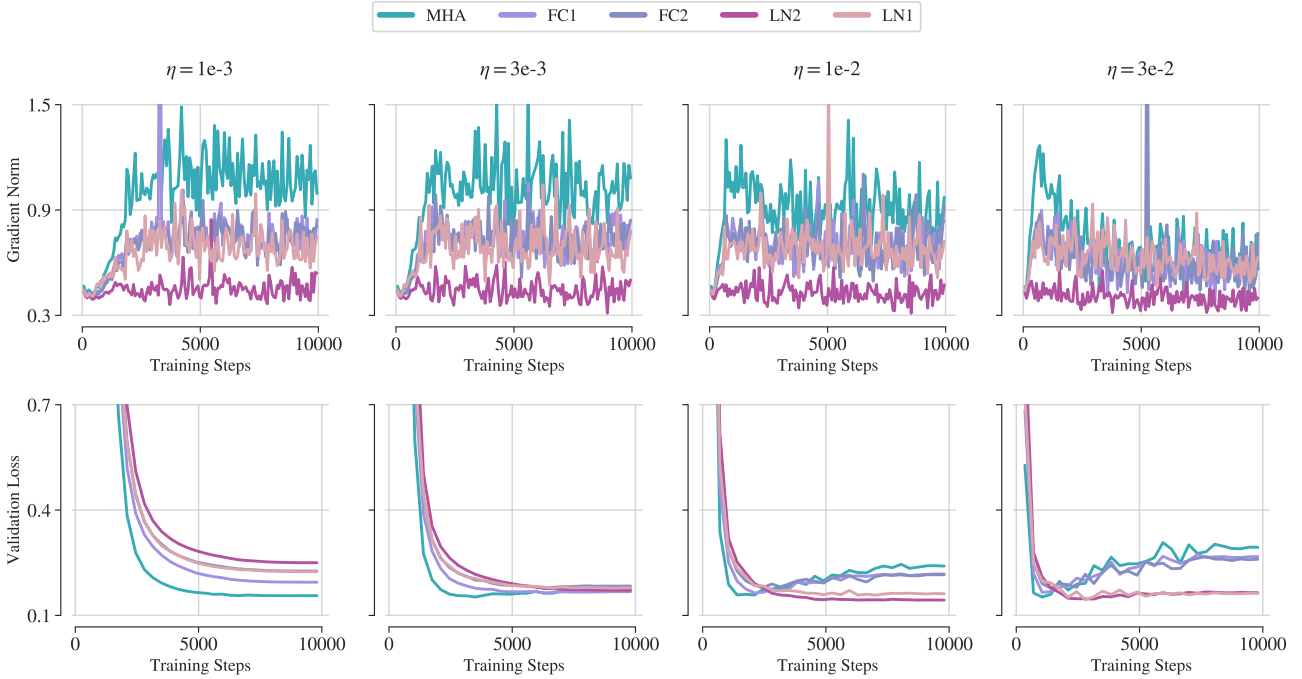 MHA FC1 FC2 LN2 LN1
η = 1e-3 η = 3e-3 η = 1e-2 η = 3e-2
Gradient Norm
1.5
0.9
0.3
0 5000 10000 0 5000 10000 0 5000 10000 0 5000 10000
Training Steps Training Steps Training Steps Training Steps
Validation Loss
0.7
0.4
0.1
0 5000 10000 0 5000 10000 0 5000 10000 0 5000 10000
Training Steps Training Steps Training Steps Training Steps